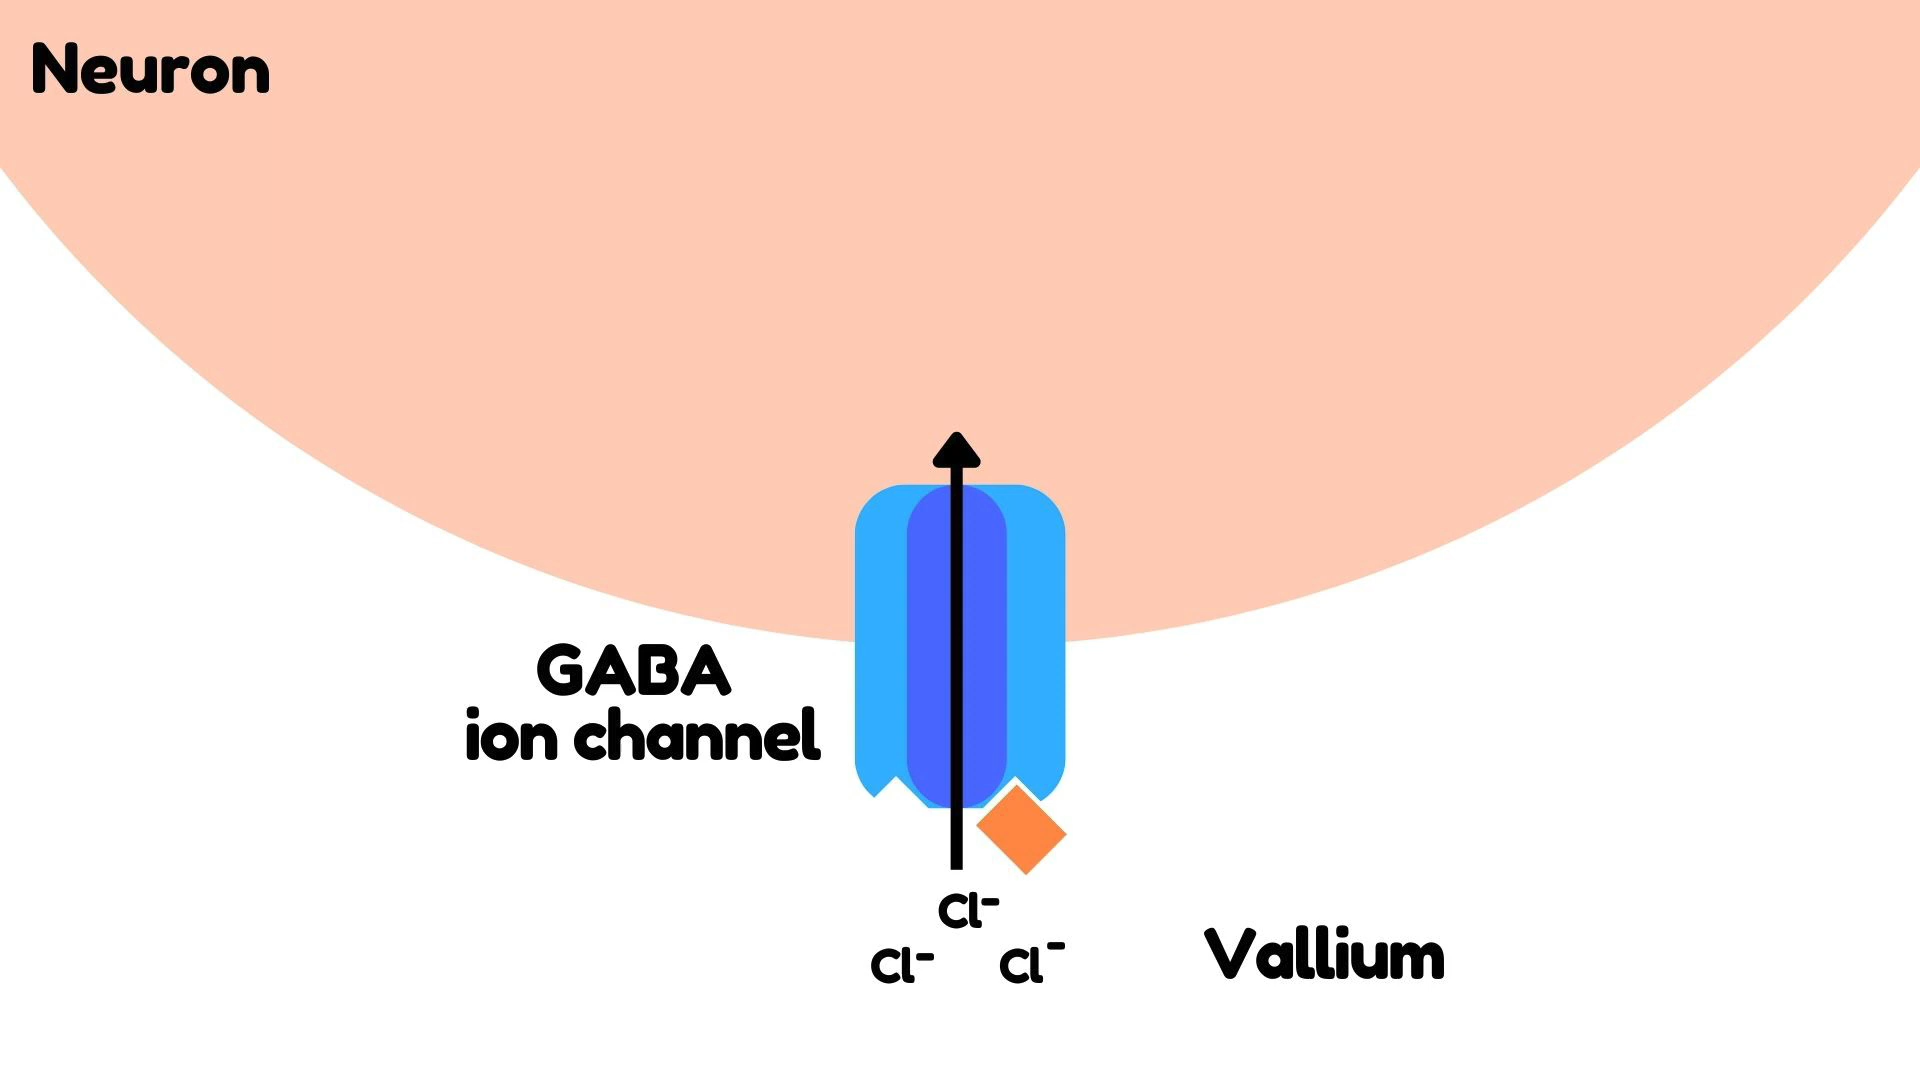 Neuron
GABA
ion channel
Cl⁻
Cl⁻ Cl⁻
Vallium